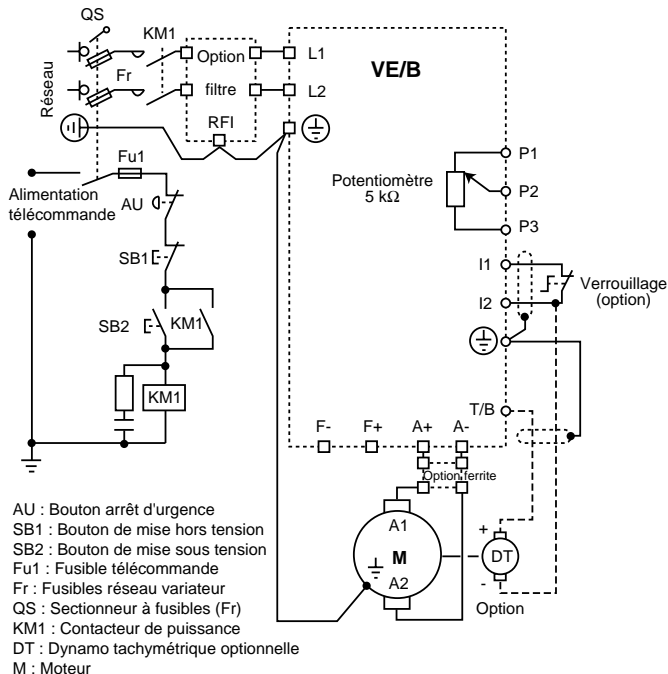 QS
KM1
Réseau
Fr
Option
filtre
RFI
L1
L2
VE/B
Fu1
Alimentation
télécommande
AU
SB1
SB2
KM1
KM1
Potentiomètre
5 kΩ
P1
P2
P3
I1
I2
Verrouillage
(option)
T/B
F-
F+
A+
A-
Option ferrite
A1
M
A2
+
DT
-
Option
AU : Bouton arrêt d'urgence
SB1 : Bouton de mise hors tension
SB2 : Bouton de mise sous tension
Fu1 : Fusible télécommande
Fr : Fusibles réseau variateur
QS : Sectionneur à fusibles (Fr)
KM1 : Contacteur de puissance
DT : Dynamo tachymétrique optionnelle
M : Moteur